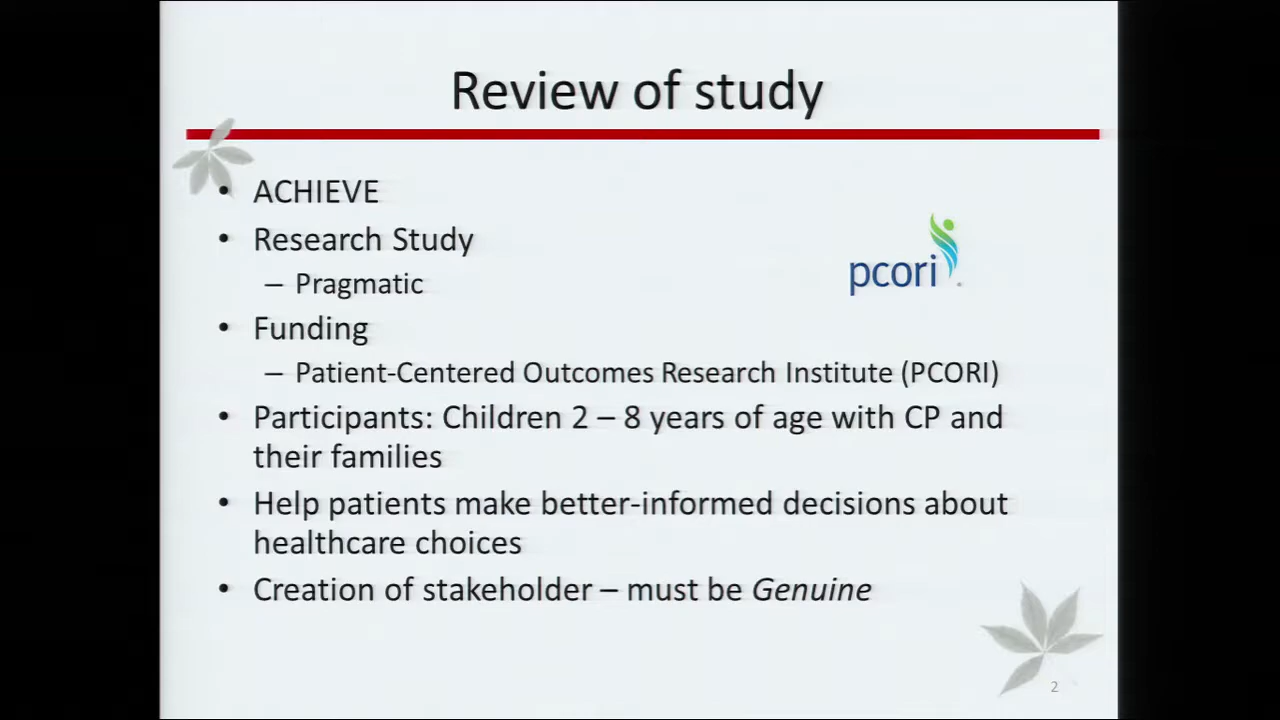 Review of study
• ACHIEVE
• Research Study
– Pragmatic
pcori
• Funding
– Patient-Centered Outcomes Research Institute (PCORI)
• Participants: Children 2 – 8 years of age with CP and
their families
• Help patients make better-informed decisions about
healthcare choices
• Creation of stakeholder – must be Genuine
2